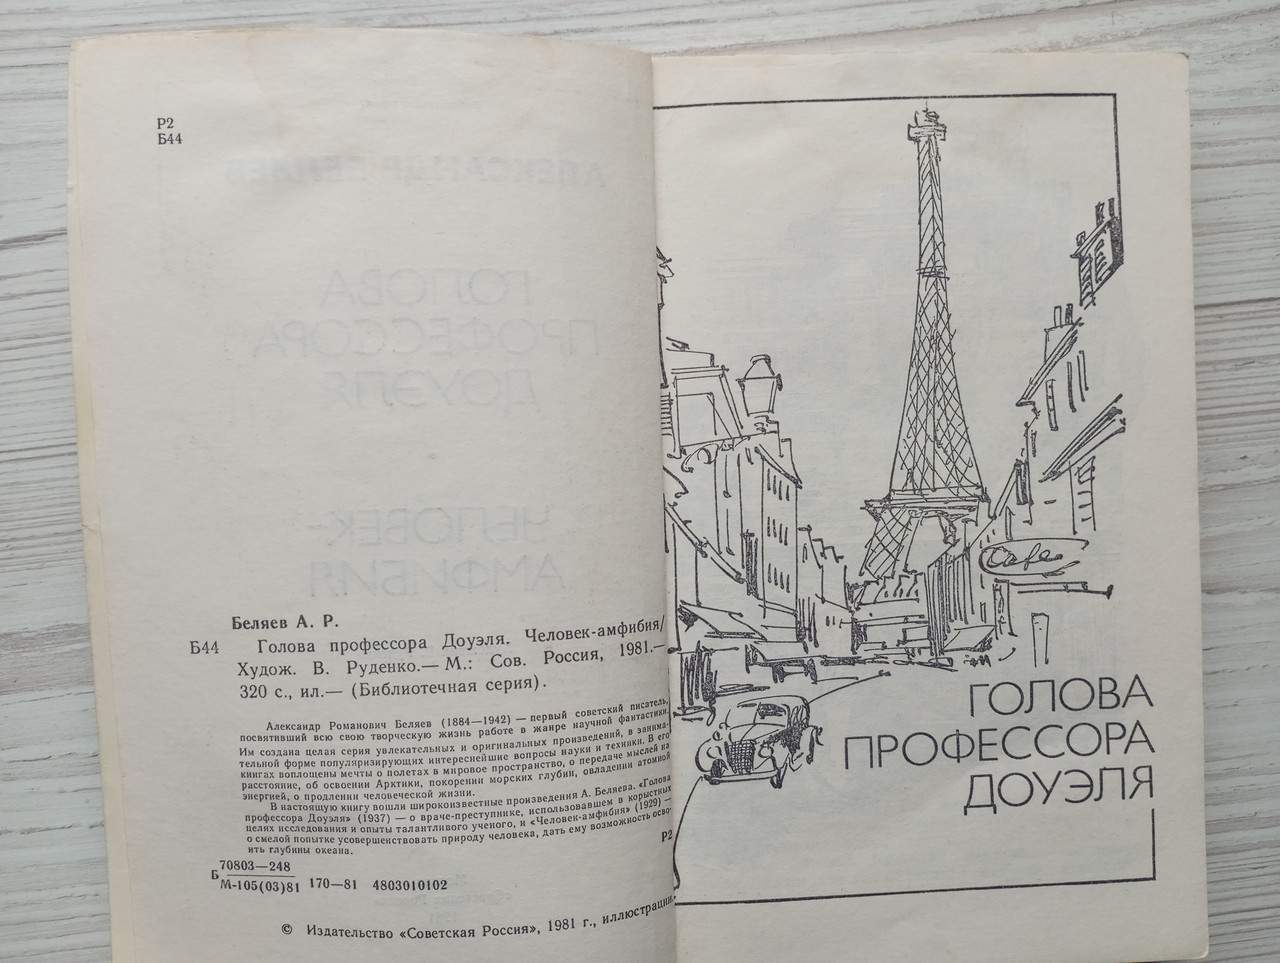 Р2
Б44
Беляев А. Р.
Б44 Голова профессора Доуэля. Человек-амфибия/
Худож. В. Руденко.— М.: Сов. Россия, 1981.—
320 с., ил.— (Библиотечная серия).
Александр Романович Беляев (1884—1942) — первый советский писатель,
посвятивший всю свою творческую жизнь работе в жанре научной фантастики.
Им создана целая серия увлекательных и оригинальных произведений, в занима-
тельной форме популяризирующих интереснейшие вопросы науки и техники. В его
книгах воплощены мечты о полетах в мировое пространство, о передаче мыслей на
расстояние, об освоении Арктики, покорении морских глубин, овладении атомной
энергией, о продлении человеческой жизни.
В настоящую книгу вошли широкоизвестные произведения А. Беляева. «Голова
профессора Доуэля» (1937) — о враче-преступнике, использовавшем в корыстных
целях исследования и опыты талантливого ученого, и «Человек-амфибия» (1929) —
о смелой попытке усовершенствовать природу человека, дать ему возможность осво-
ить глубины океана.
Р2
Б 70803—248
М-105(03)81 170—81 4803010102
© Издательство «Советская Россия», 1981 г., иллюстрации.
Cafe
ГОЛОВА
ПРОФЕССОРА
ДОУЭЛЯ